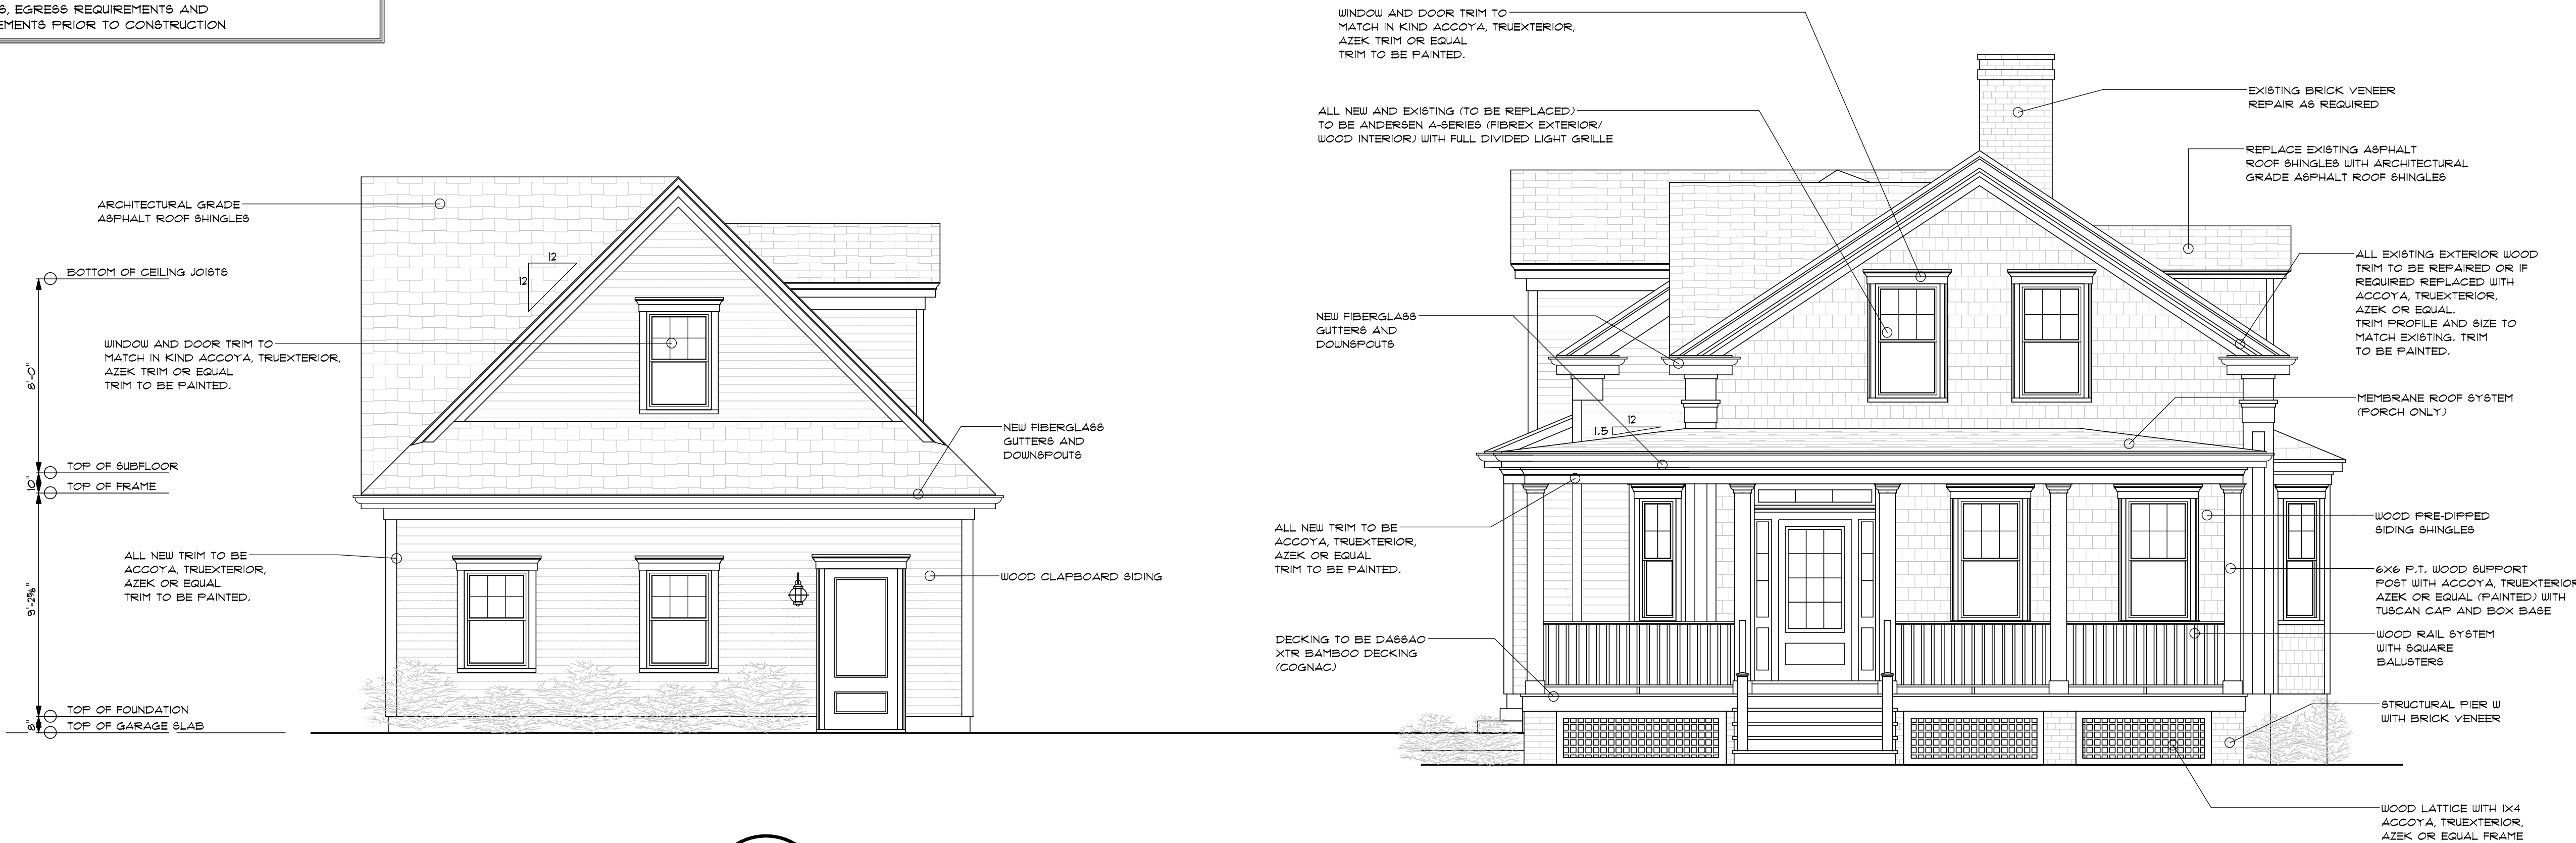 S, EGRESS REQUIREMENTS AND
EMENTS PRIOR TO CONSTRUCTION
ARCHITECTURAL GRADE
ASPHALT ROOF SHINGLES
BOTTOM OF CEILING JOISTS
12
12
8'-0"
WINDOW AND DOOR TRIM TO
MATCH IN KIND ACCOYA, TRUEXTERIOR,
AZEK TRIM OR EQUAL
TRIM TO BE PAINTED.
NEW FIBERGLASS
GUTTERS AND
DOWNSPOUTS
TOP OF SUBFLOOR
10"
TOP OF FRAME
ALL NEW TRIM TO BE
ACCOYA, TRUEXTERIOR,
AZEK OR EQUAL
TRIM TO BE PAINTED.
WOOD CLAPBOARD SIDING
TOP OF FOUNDATION
8"
TOP OF GARAGE SLAB
WINDOW AND DOOR TRIM TO
MATCH IN KIND ACCOYA, TRUEXTERIOR,
AZEK TRIM OR EQUAL
TRIM TO BE PAINTED.
ALL NEW AND EXISTING (TO BE REPLACED)
TO BE ANDERSEN A-SERIES (FIBREX EXTERIOR/
WOOD INTERIOR) WITH FULL DIVIDED LIGHT GRILLE
NEW FIBERGLASS
GUTTERS AND
DOWNSPOUTS
12
1.5
ALL NEW TRIM TO BE
ACCOYA, TRUEXTERIOR,
AZEK OR EQUAL
TRIM TO BE PAINTED.
DECKING TO BE DASSAO
XTR BAMBOO DECKING
(COGNAC)
EXISTING BRICK VENEER
REPAIR AS REQUIRED
REPLACE EXISTING ASPHALT
ROOF SHINGLES WITH ARCHITECTURAL
GRADE ASPHALT ROOF SHINGLES
ALL EXISTING EXTERIOR WOOD
TRIM TO BE REPAIRED OR IF
REQUIRED REPLACED WITH
ACCOYA, TRUEXTERIOR,
AZEK OR EQUAL.
TRIM PROFILE AND SIZE TO
MATCH EXISTING. TRIM
TO BE PAINTED.
MEMBRANE ROOF SYSTEM
(PORCH ONLY)
WOOD PRE-DIPPED
SIDING SHINGLES
6X6 P.T. WOOD SUPPORT
POST WITH ACCOYA, TRUEXTERIOR
AZEK OR EQUAL (PAINTED) WITH
TUSCAN CAP AND BOX BASE
WOOD RAIL SYSTEM
WITH SQUARE
BALUSTERS
STRUCTURAL PIER W
WITH BRICK VENEER
WOOD LATTICE WITH 1X4
ACCOYA, TRUEXTERIOR,
AZEK OR EQUAL FRAME